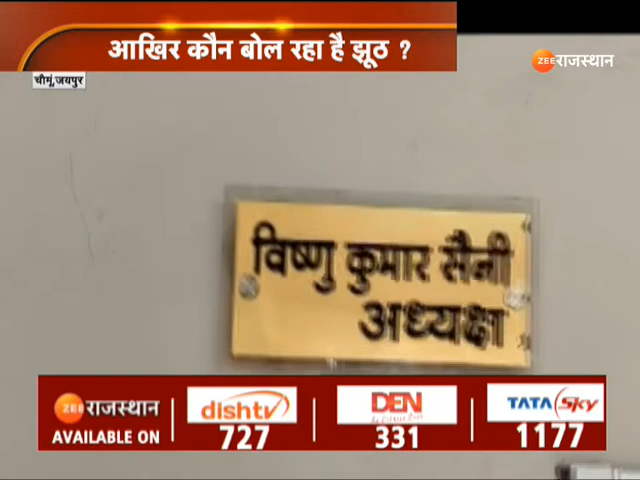 आखिर कौन बोल रहा है झूठ ?
ZEE राजस्थान
चौमूं,जयपुर
विष्णु कुमार सैनी
अध्यक्ष
ZEE राजस्थान
AVAILABLE ON
dishtv
727
DEN
331
TATA Sky
1177